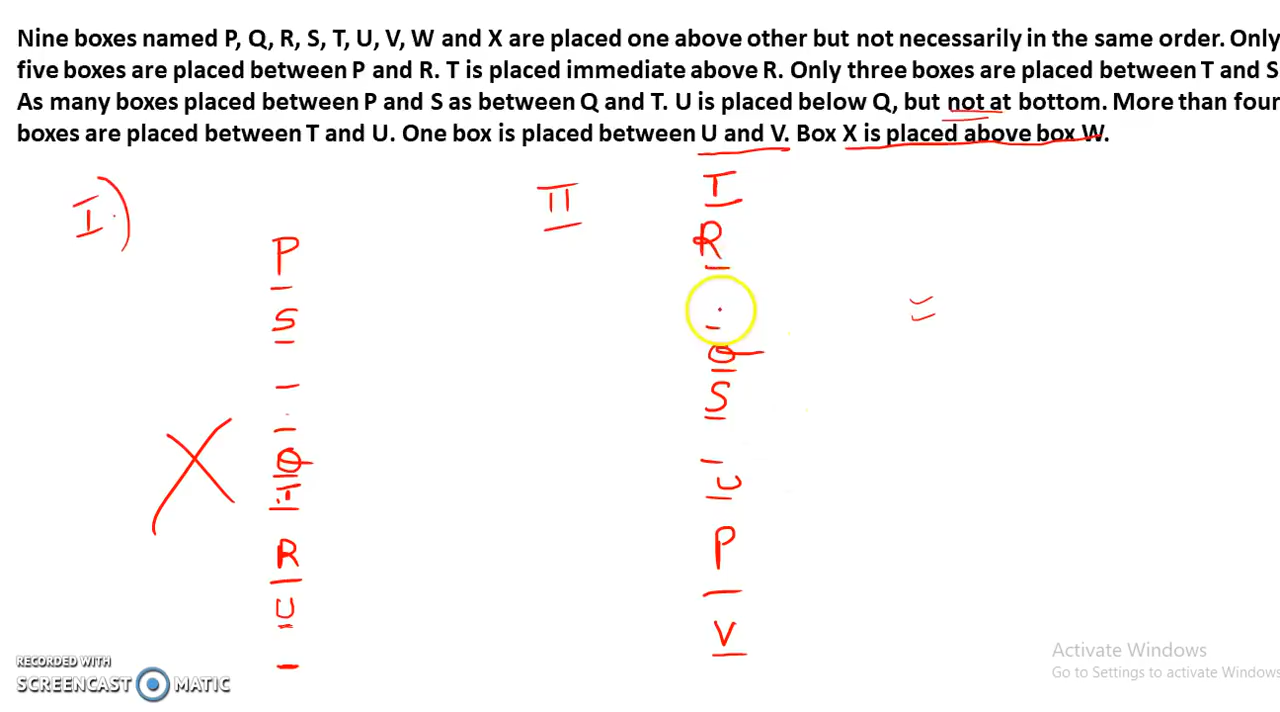 Nine boxes named P, Q, R, S, T, U, V, W and X are placed one above other but not necessarily in the same order. Only
five boxes are placed between P and R. T is placed immediate above R. Only three boxes are placed between T and S
As many boxes placed between P and S as between Q and T. U is placed below Q, but not at bottom. More than four
boxes are placed between T and U. One box is placed between U and V. Box X is placed above box W.
I.)
P
S
Q
T
R
U
II
T
R
Q
S
U
P
V
Activate Windows
Go to Settings to activate Windows
RECORDED WITH
SCREENCAST MATIC